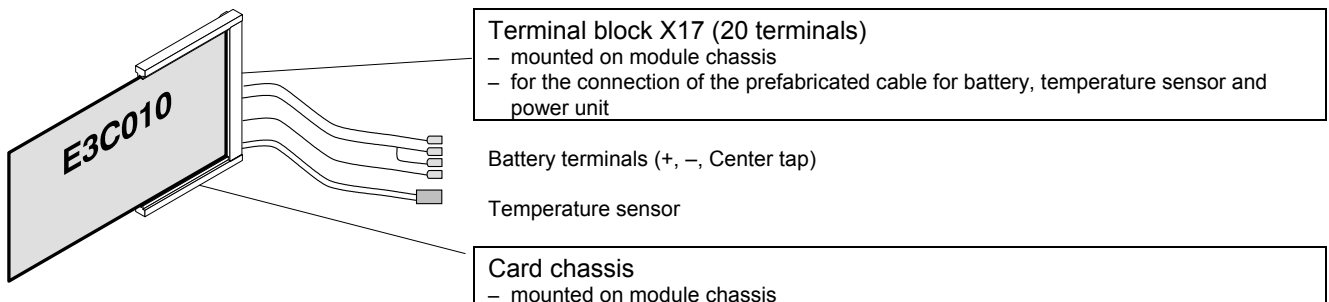 E3C010
Terminal block X17 (20 terminals)
– mounted on module chassis
– for the connection of the prefabricated cable for battery, temperature sensor and
power unit
Battery terminals (+, –, Center tap)
Temperature sensor
Card chassis
– mounted on module chassis